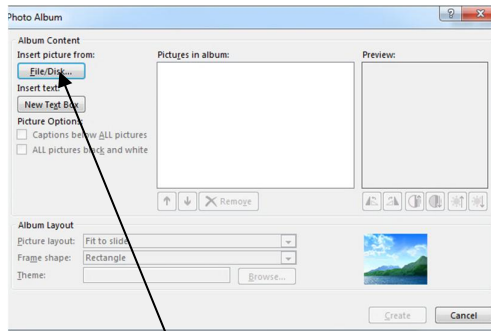 Photo Album
Album Content
Insert picture from:
File/Disk...
Insert text:
New Text Box
Picture Options:
Captions below ALL pictures
ALL pictures black and white
Pictures in album:
Remove
Preview:
Album Layout
Picture layout: Fit to slide
Frame shape: Rectangle
Theme: Browse...
Create Cancel